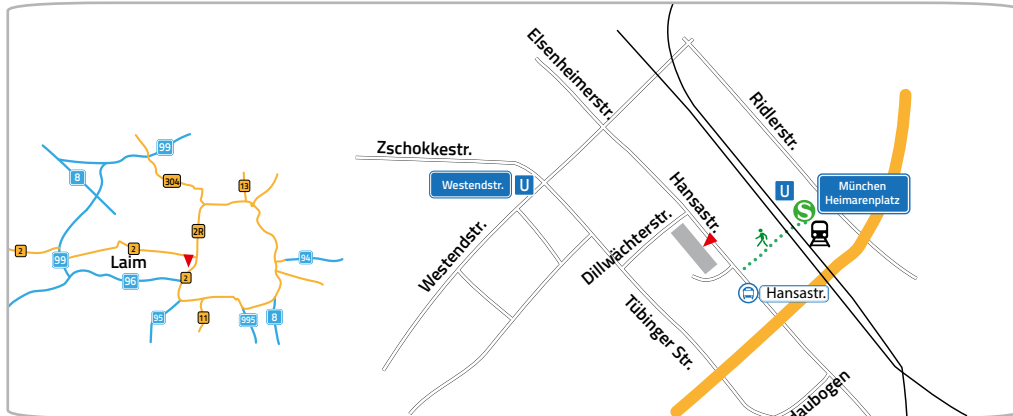 99
8
304
13
2R
2
2
Laim
99
96
2
94
95
11
995
8
Elsenheimerstr.
Zschokkestr.
Westendstr.
U
Westendstr.
Hansastr.
Dillwächterstr.
Tübinger Str.
Ridlerstr.
U
S
München
Heimarenplatz
Hansastr.
Haubogen